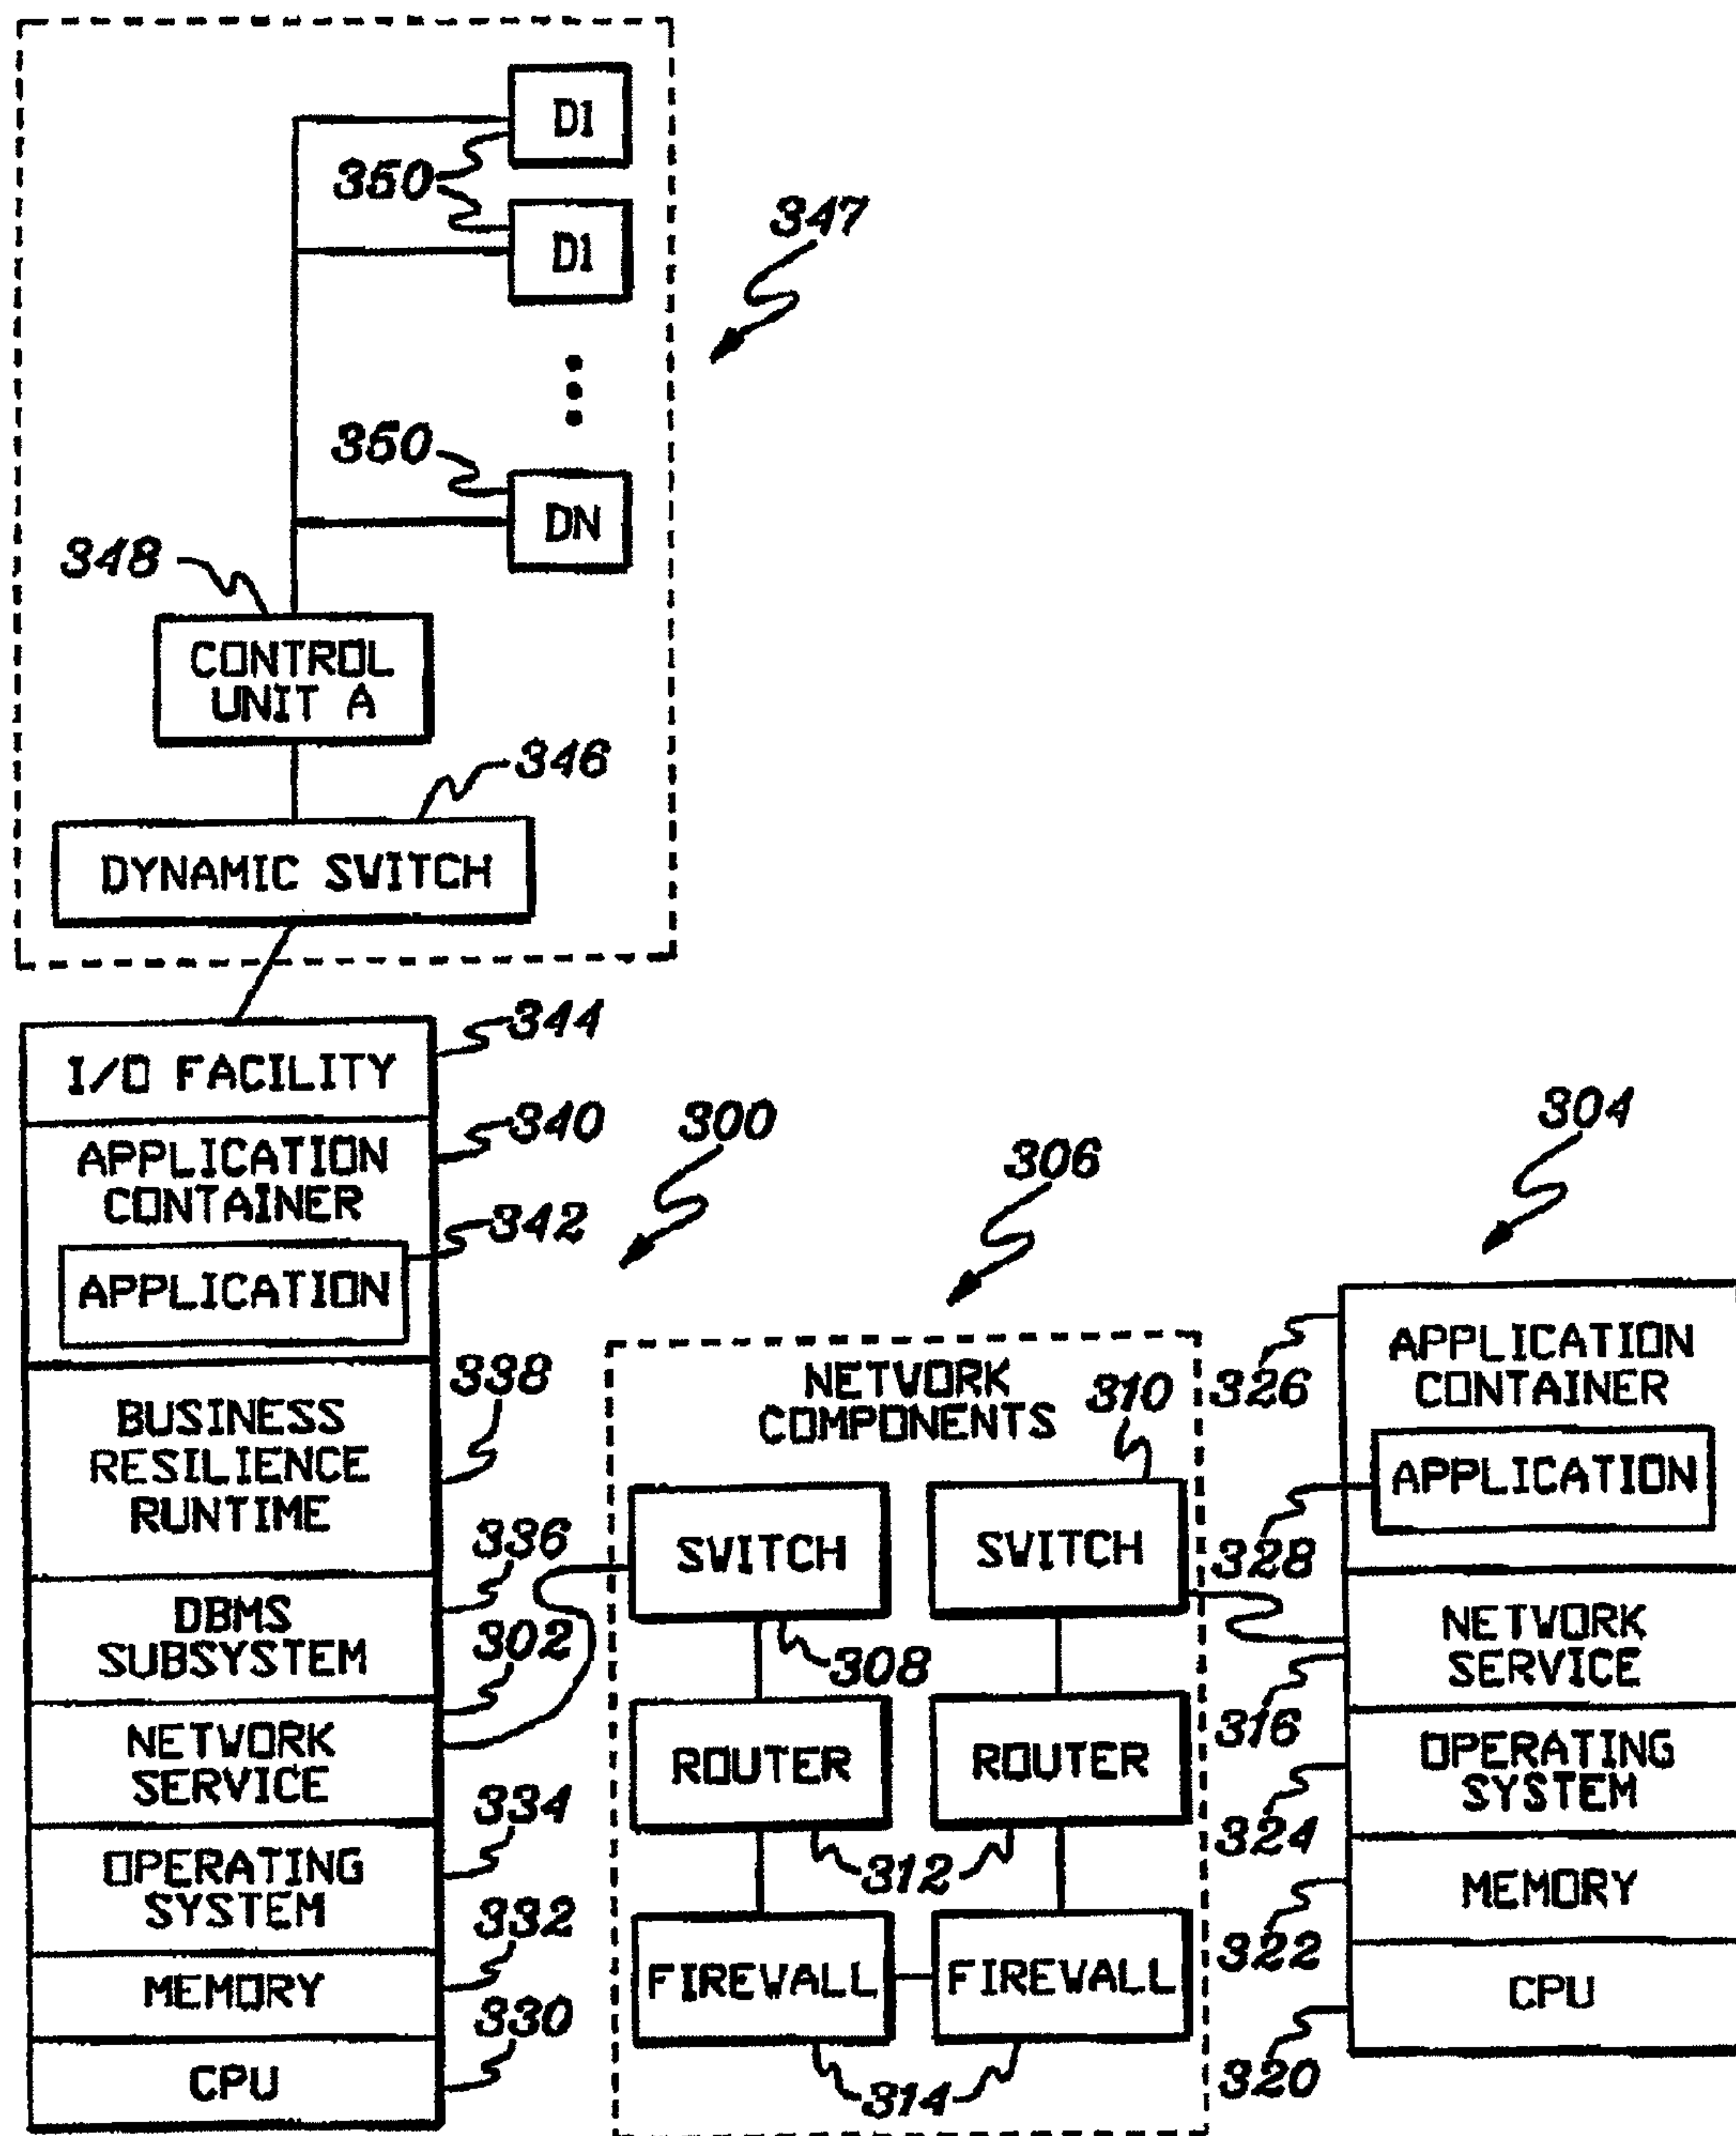 D1
350
D1
347
350
DN
348
CONTROL
UNIT A
346
DYNAMIC SWITCH
344
I/O FACILITY
340
APPLICATION
CONTAINER
342
APPLICATION
300
306
304
338
BUSINESS
RESILIENCE
RUNTIME
336
DBMS
SUBSYSTEM
302
NETWORK
SERVICE
334
OPERATING
SYSTEM
332
MEMORY
330
CPU
NETWORK
COMPONENTS
310
SWITCH
SWITCH
308
ROUTER
ROUTER
312
FIREWALL
FIREWALL
314
326
APPLICATION
CONTAINER
APPLICATION
328
NETWORK
SERVICE
316
OPERATING
SYSTEM
324
MEMORY
322
CPU
320